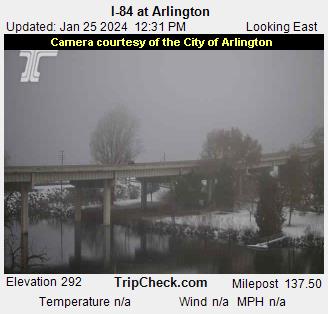 I-84 at Arlington
Updated: Jan 25 2024 12:31 PM Looking East
Camera courtesy of the City of Arlington
Elevation 292 TripCheck.com Milepost 137.50
Temperature n/a Wind n/a MPH n/a